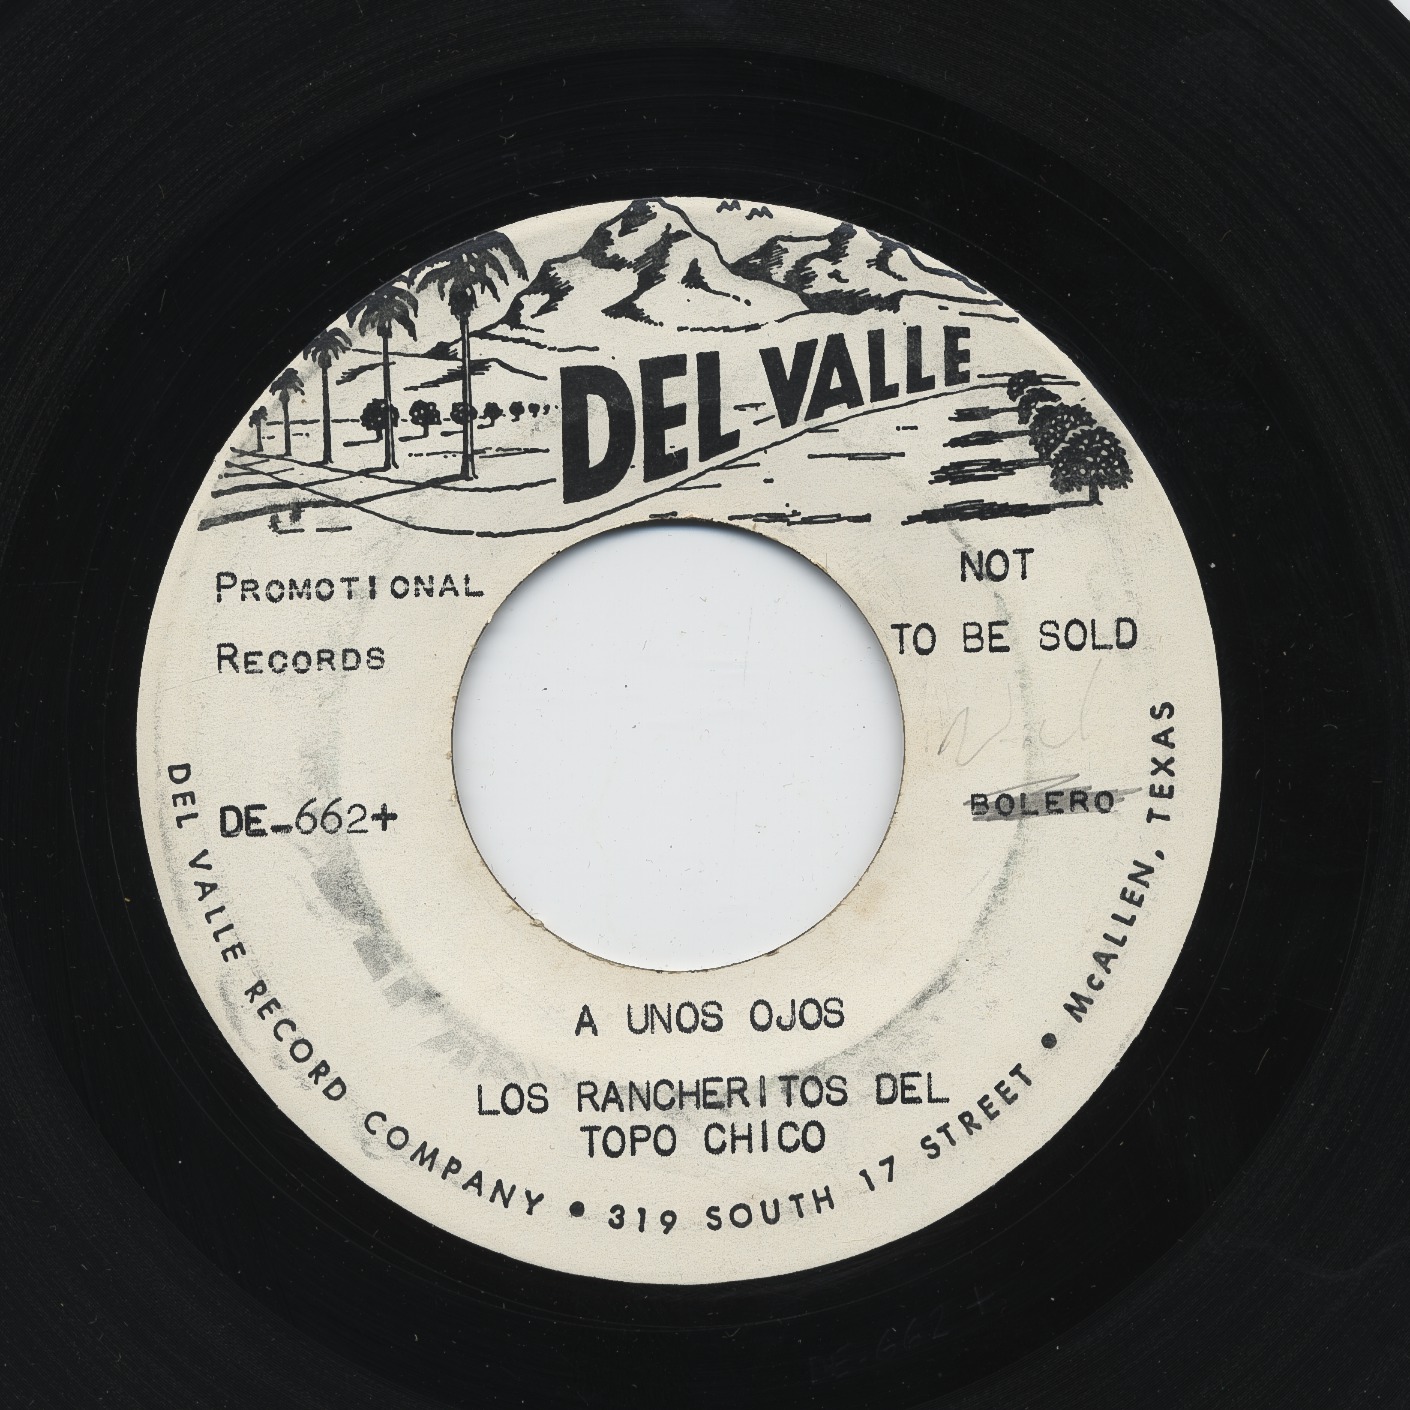 DEL VALLE
PROMOTIONAL
RECORDS
NOT
TO BE SOLD
DE-662+
BOLERO
A UNOS OJOS
LOS RANCHERITOS DEL
TOPO CHICO
DEL VALLE RECORD COMPANY • 319 SOUTH 17 STREET • McALLEN, TEXAS